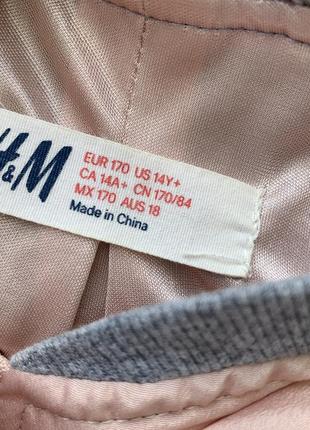 H&M
EUR 170 US 14Y+
CA 14A+ CN 170/84
MX 170 AUS 18
Made in China